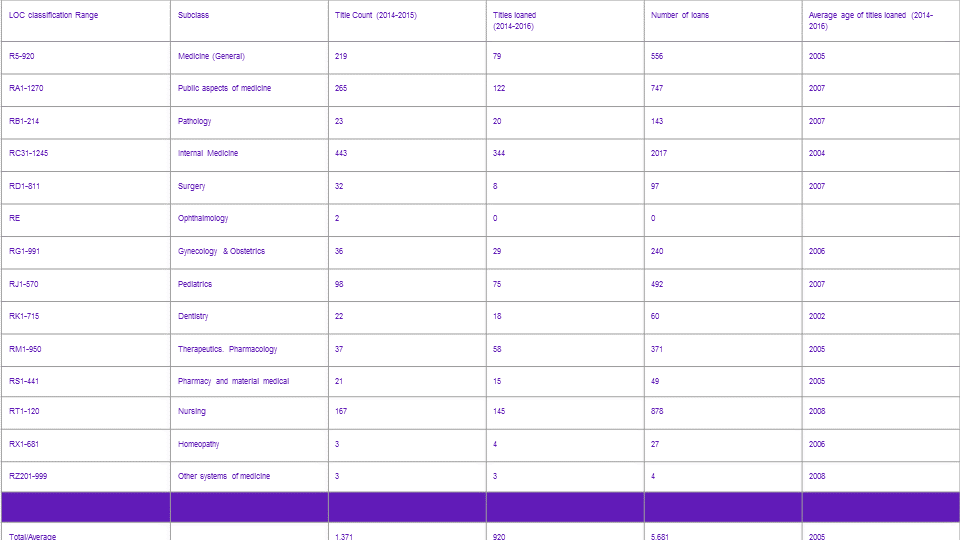 LOC classification Range Subclass Title Count (2014-2015) Titles loaned (2014-2016) Number of loans Average age of titles loaned (2014-2016)
R5-920 Medicine (General) 219 79 556 2005
RA1-1270 Public aspects of medicine 265 122 747 2007
RB1-214 Pathology 23 20 143 2007
RC31-1245 Internal Medicine 443 344 2017 2004
RD1-811 Surgery 32 8 97 2007
RE Ophthalmology 2 0 0
RG1-991 Gynecology & Obstetrics 36 29 240 2006
RJ1-570 Pediatrics 98 75 492 2007
RK1-715 Dentistry 22 18 60 2002
RM1-950 Therapeutics. Pharmacology 37 58 371 2005
RS1-441 Pharmacy and material medical 21 15 49 2005
RT1-120 Nursing 167 145 878 2008
RX1-681 Homeopathy 3 4 27 2006
RZ201-999 Other systems of medicine 3 3 4 2008
Total/Average 1,371 920 5,681 2005